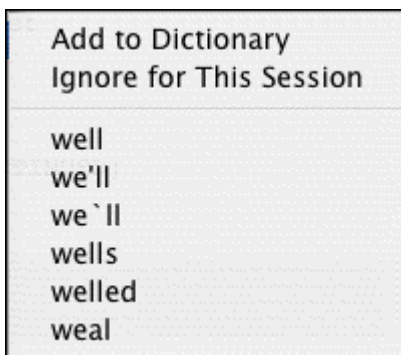 Add to Dictionary
Ignore for This Session
well
we'll
we`ll
wells
welled
weal